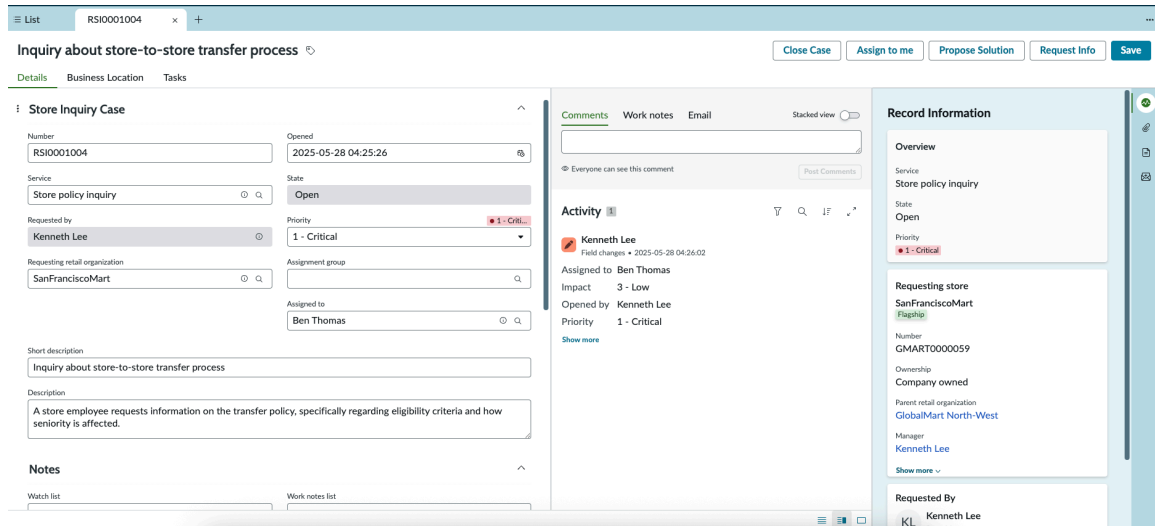 List
RSI0001004
Inquiry about store-to-store transfer process
Close Case
Assign to me
Propose Solution
Request Info
Save
Details
Business Location
Tasks
Store Inquiry Case
Number
RSI0001004
Opened
2025-05-28 04:25:26
Service
Store policy inquiry
State
Open
Requested by
Kenneth Lee
Priority
1 - Criti...
1 - Critical
Requesting retail organization
SanFranciscoMart
Assignment group
Assigned to
Ben Thomas
Short description
Inquiry about store-to-store transfer process
Description
A store employee requests information on the transfer policy, specifically regarding eligibility criteria and how
seniority is affected.
Notes
Watch list
Work notes list
Comments
Work notes
Email
Stacked view
Everyone can see this comment
Post Comments
Activity 1
Kenneth Lee
Field changes • 2025-05-28 04:26:02
Assigned to Ben Thomas
Impact 3 - Low
Opened by Kenneth Lee
Priority 1 - Critical
Show more
Record Information
Overview
Service
Store policy inquiry
State
Open
Priority
1 - Critical
Requesting store
SanFranciscoMart
Flagship
Number
GMART0000059
Ownership
Company owned
Parent retail organization
GlobalMart North-West
Manager
Kenneth Lee
Show more
Requested By
KL
Kenneth Lee